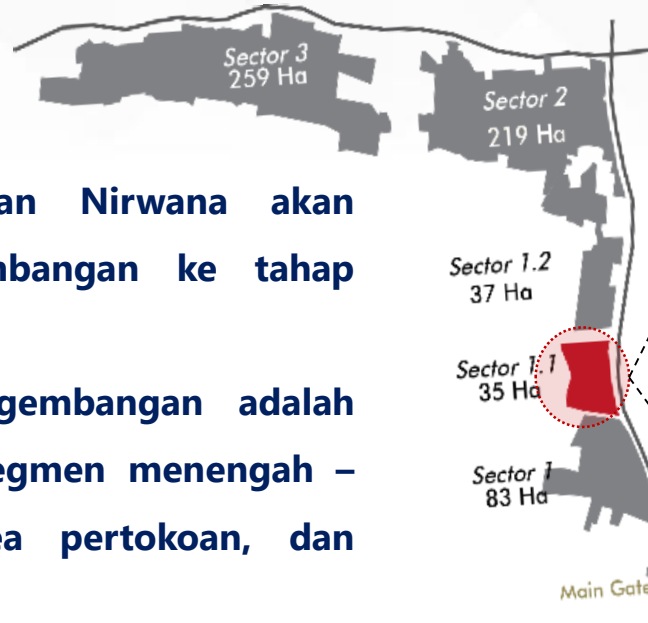 Sector 3
259 Ha
Sector 2
219 Ha
an Nirwana akan
mbangan ke tahap
gembangan adalah
egmen menengah –
ea pertokoan, dan
Sector 1.2
37 Ha
Sector 1.1
35 Ha
Sector 1
83 Ha
Main Gate